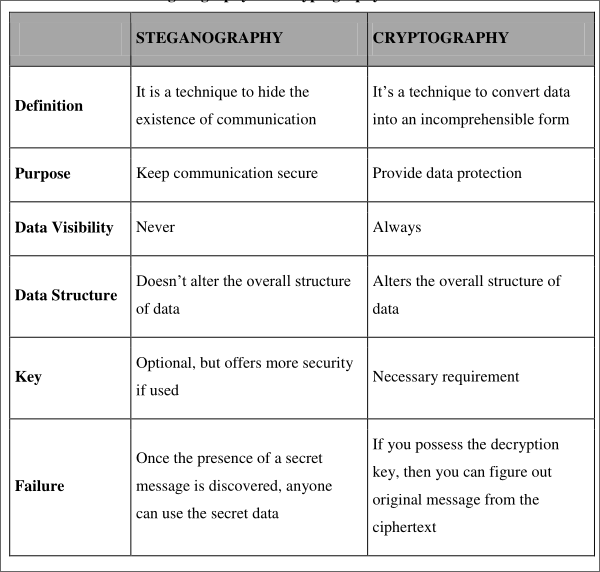 STEGANOGRAPHY CRYPTOGRAPHY
Definition
It is a technique to hide the
existence of communication
It’s a technique to convert data
into an incomprehensible form
Purpose
Keep communication secure
Provide data protection
Data Visibility
Never
Always
Data Structure
Doesn’t alter the overall structure
of data
Alters the overall structure of
data
Key
Optional, but offers more security
if used
Necessary requirement
Failure
Once the presence of a secret
message is discovered, anyone
can use the secret data
If you possess the decryption
key, then you can figure out
original message from the
ciphertext